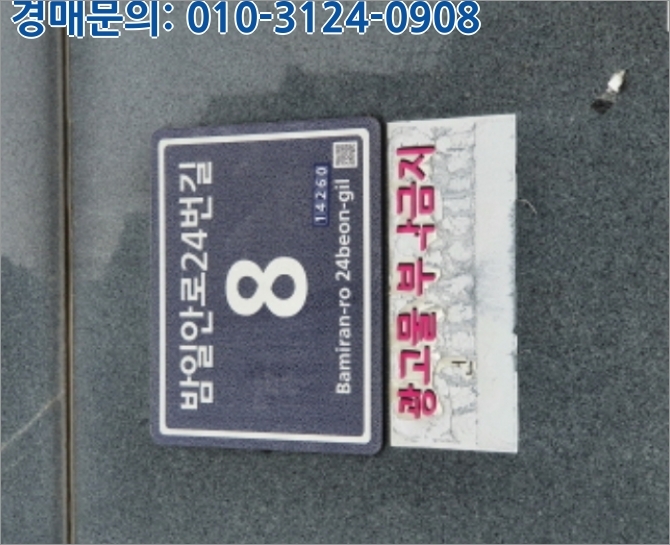 경매문의: 010-3124-0908
밤일안로24번길
8
14260
Bamiran-ro 24beon-gil
광고물 부착금지